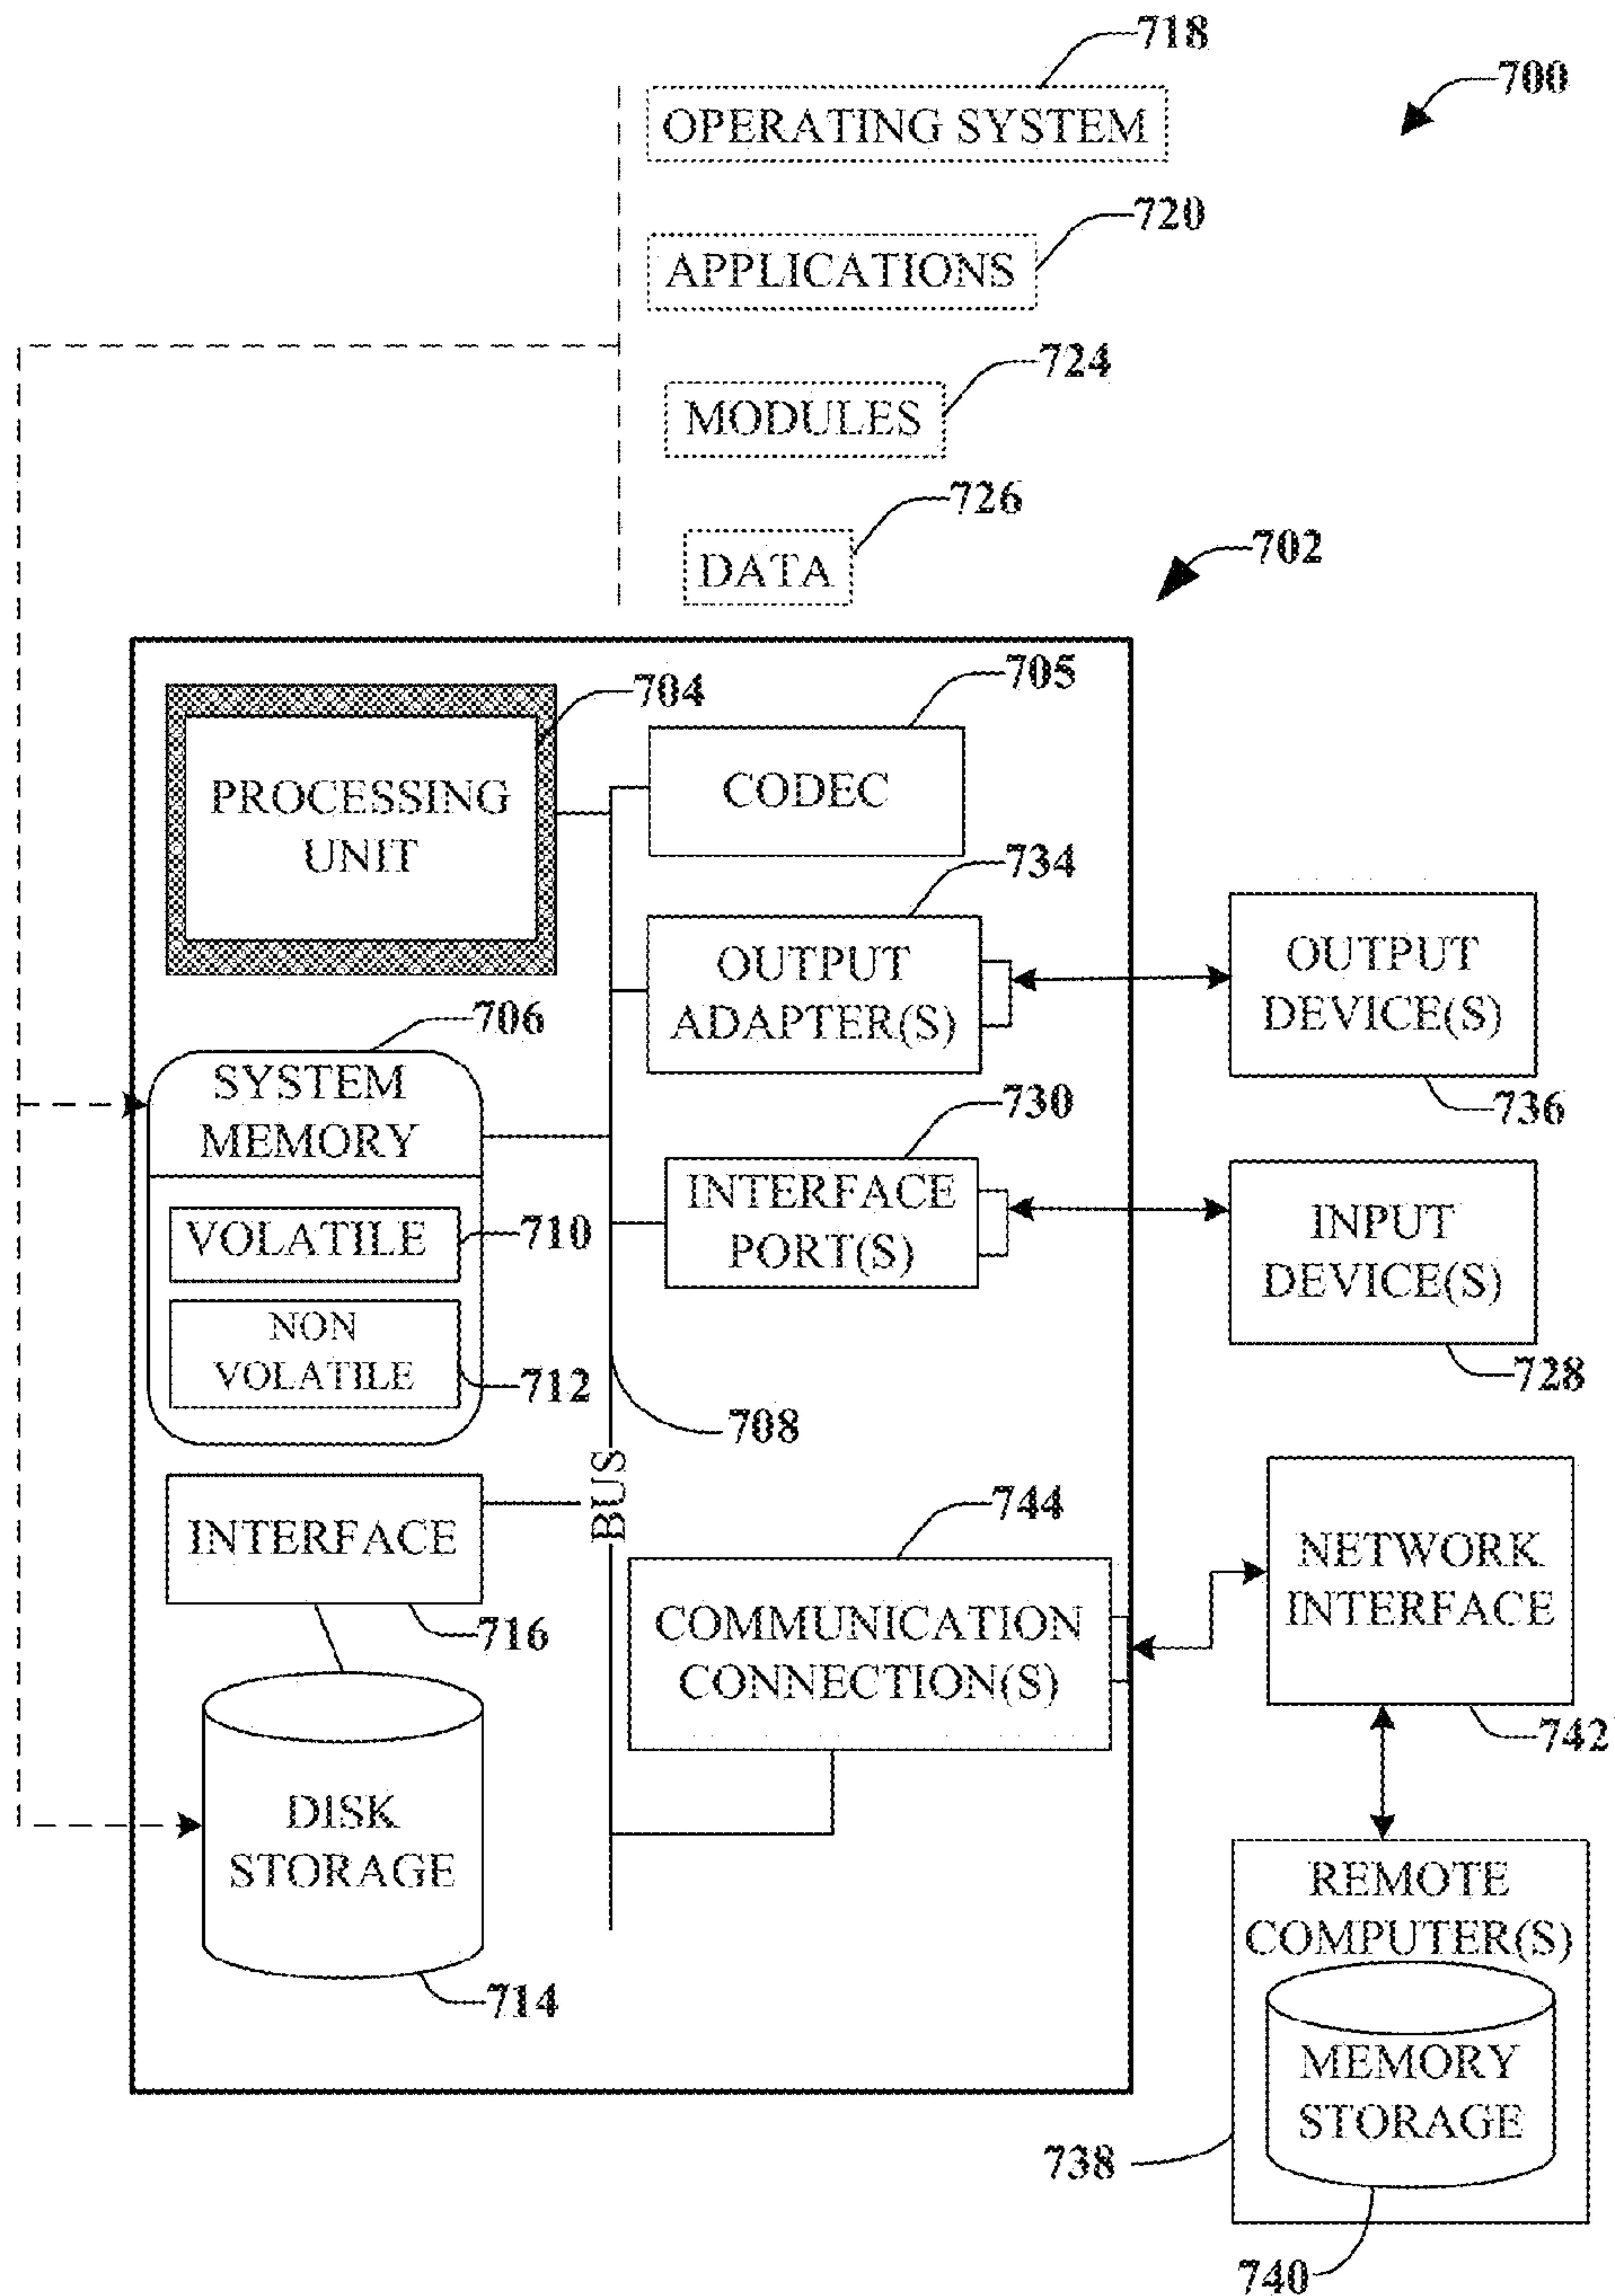 718
700
OPERATING SYSTEM
720
APPLICATIONS
724
MODULES
726
DATA
702
704
705
PROCESSING
UNIT
CODEC
734
OUTPUT
ADAPTER(S)
OUTPUT
DEVICE(S)
736
706
SYSTEM
MEMORY
730
INTERFACE
PORT(S)
INPUT
DEVICE(S)
728
VOLATILE
710
NON
VOLATILE
712
708
BUS
INTERFACE
716
744
COMMUNICATION
CONNECTION(S)
NETWORK
INTERFACE
742
DISK
STORAGE
714
REMOTE
COMPUTER(S)
MEMORY
STORAGE
738
740